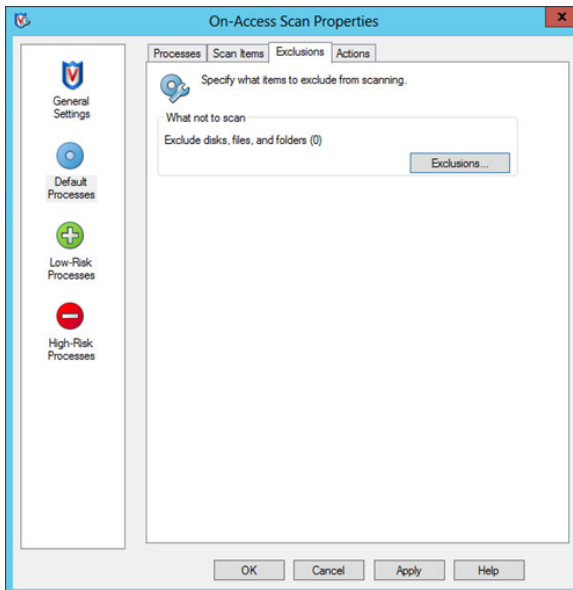 On-Access Scan Properties
x
General
Settings
Default
Processes
Low-Risk
Processes
High-Risk
Processes
Processes Scan Items Exclusions Actions
Specify what items to exclude from scanning.
What not to scan
Exclude disks, files, and folders (0)
Exclusions...
OK Cancel Apply Help